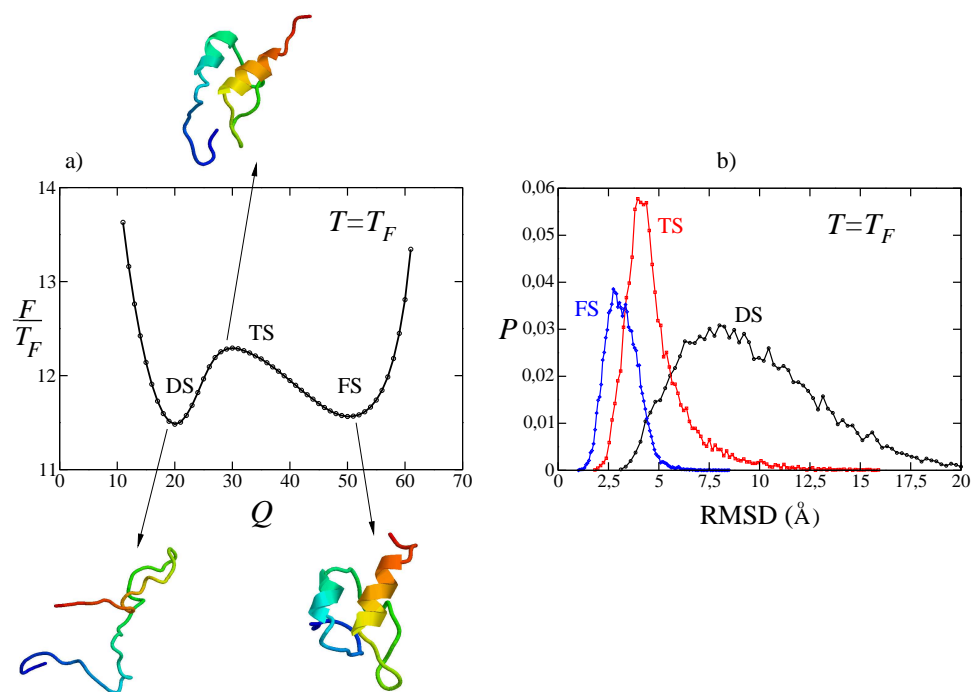 a)
14
13
12
11
F
T_F
T=T_F
DS
TS
FS
0 10 20 30 40 50 60 70
Q
b)
0,06
0,05
0,04
0,03
0,02
0,01
0
P
T=T_F
TS
FS
DS
0 2,5 5 7,5 10 12,5 15 17,5 20
RMSD (Å)